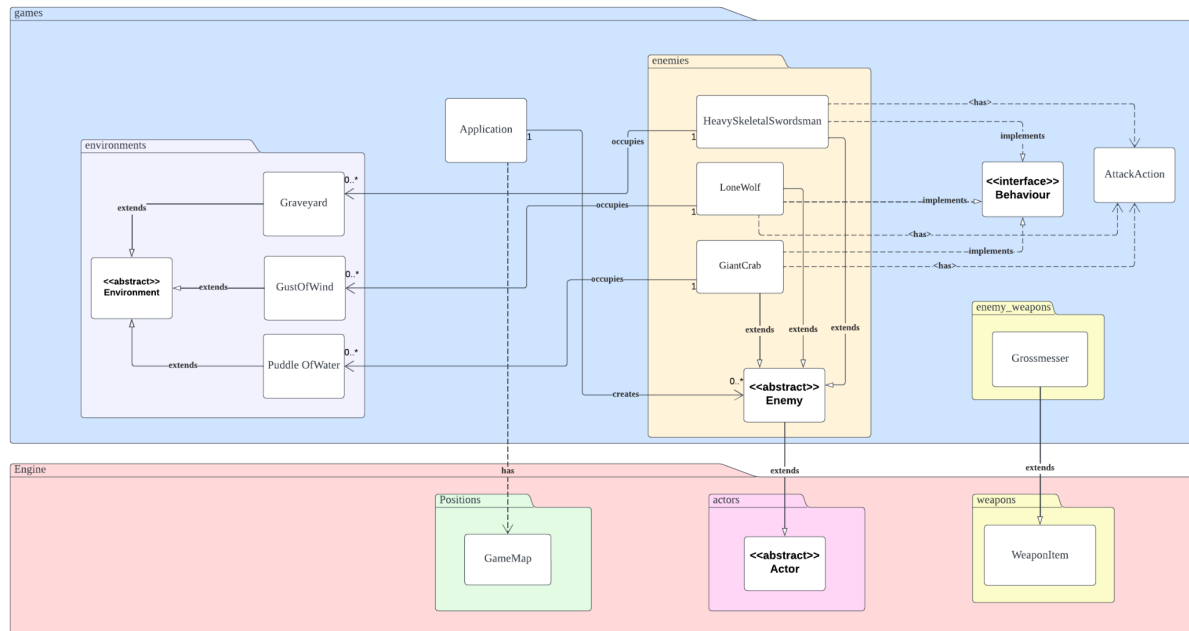 games
enemies
HeavySkeletalSwordsman
<has>
Application
1
1
occupies
implements
environments
AttackAction
0..*
<<interface>>
Behaviour
LoneWolf
Graveyard
implements
extends
occupies
1
<has>
GiantCrab
implements
<<abstract>>
Environment
extends
GustOfWind
0..*
occupies
1
<has>
enemy_weapons
extends
extends
extends
0..*
Grossmesser
extends
Puddle OfWater
0..*
<<abstract>>
Enemy
creates
Engine
has
extends
extends
Positions
actors
weapons
GameMap
<<abstract>>
Actor
WeaponItem